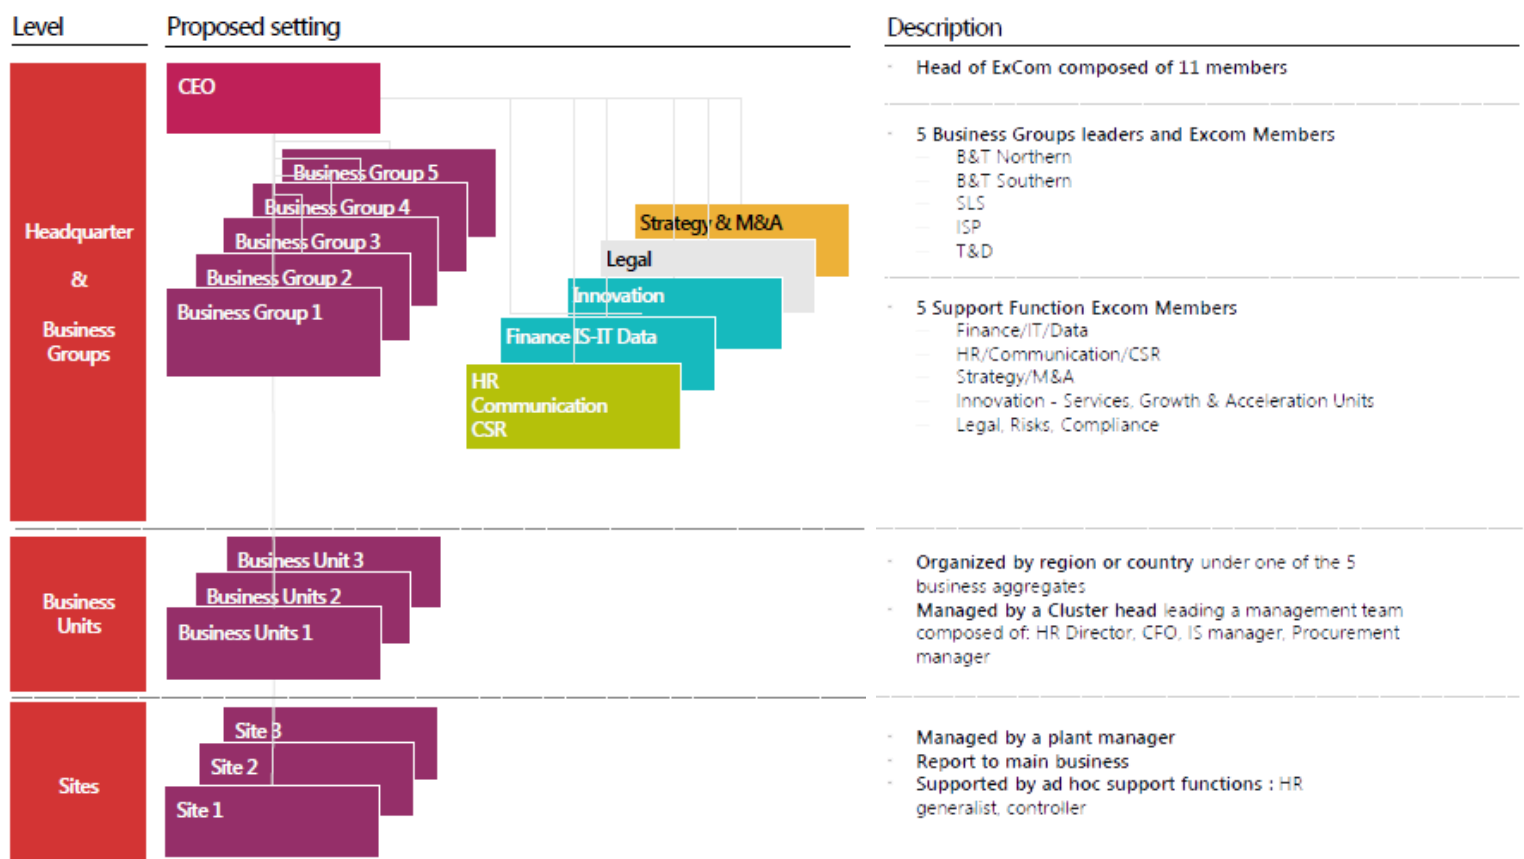 Level
Proposed setting
Description
Headquarter
&
Business
Groups
CEO
Business Group 5
Business Group 4
Business Group 3
Business Group 2
Business Group 1
Strategy & M&A
Legal
Innovation
Finance IS-IT Data
HR
Communication
CSR
- Head of ExCom composed of 11 members
- 5 Business Groups leaders and Excom Members
— B&T Northern
— B&T Southern
— SLS
— ISP
— T&D
- 5 Support Function Excom Members
— Finance/IT/Data
— HR/Communication/CSR
— Strategy/M&A
— Innovation - Services, Growth & Acceleration Units
— Legal, Risks, Compliance
Business
Units
Business Unit 3
Business Units 2
Business Units 1
- Organized by region or country under one of the 5
business aggregates
- Managed by a Cluster head leading a management team
composed of: HR Director, CFO, IS manager, Procurement
manager
Sites
Site 3
Site 2
Site 1
- Managed by a plant manager
- Report to main business
- Supported by ad hoc support functions : HR
generalist, controller